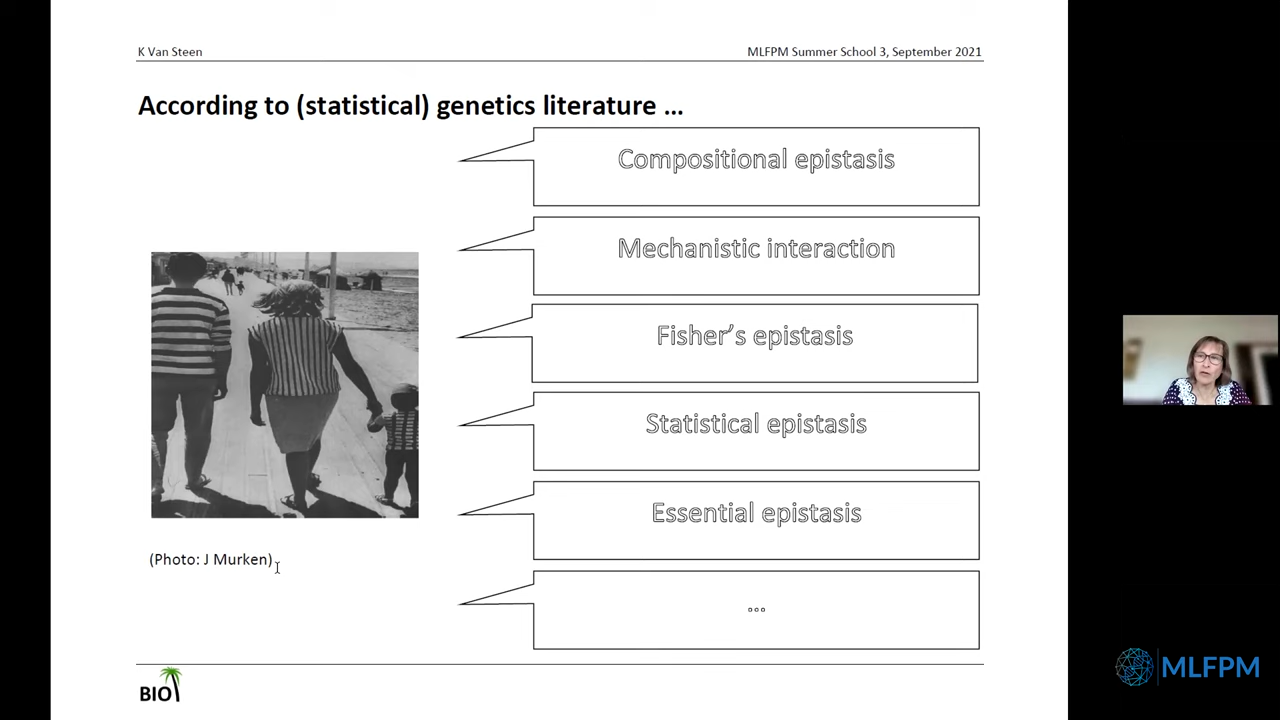 K Van Steen
MLFPM Summer School 3, September 2021
According to (statistical) genetics literature …
Compositional epistasis
Mechanistic interaction
Fisher’s epistasis
Statistical epistasis
Essential epistasis
…
(Photo: J Murken)
BIO
MLFPM